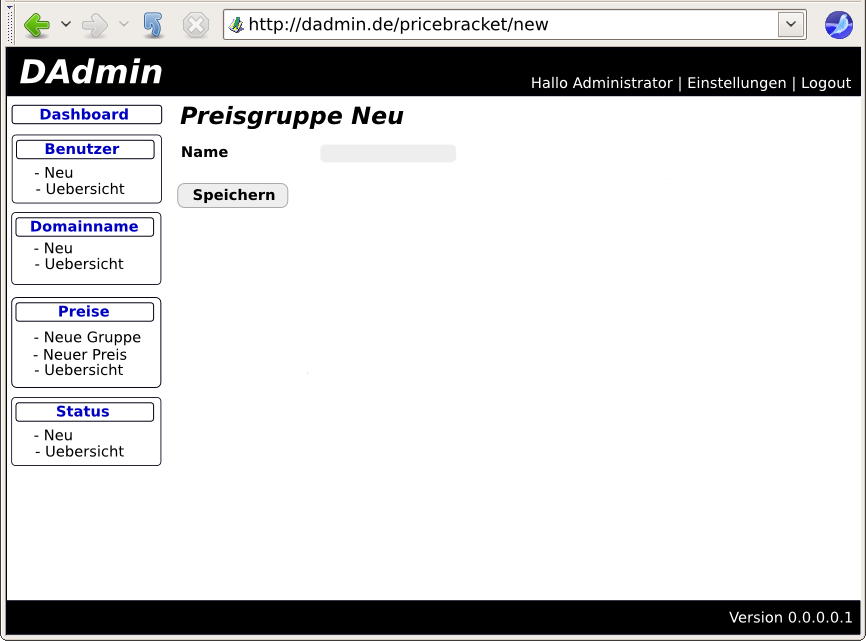 http://dadmin.de/pricebracket/new
DAdmin
Hallo Administrator | Einstellungen | Logout
Dashboard
Benutzer
- Neu
- Uebersicht
Domainname
- Neu
- Uebersicht
Preise
- Neue Gruppe
- Neuer Preis
- Uebersicht
Status
- Neu
- Uebersicht
Preisgruppe Neu
Name
Speichern
Version 0.0.0.0.1